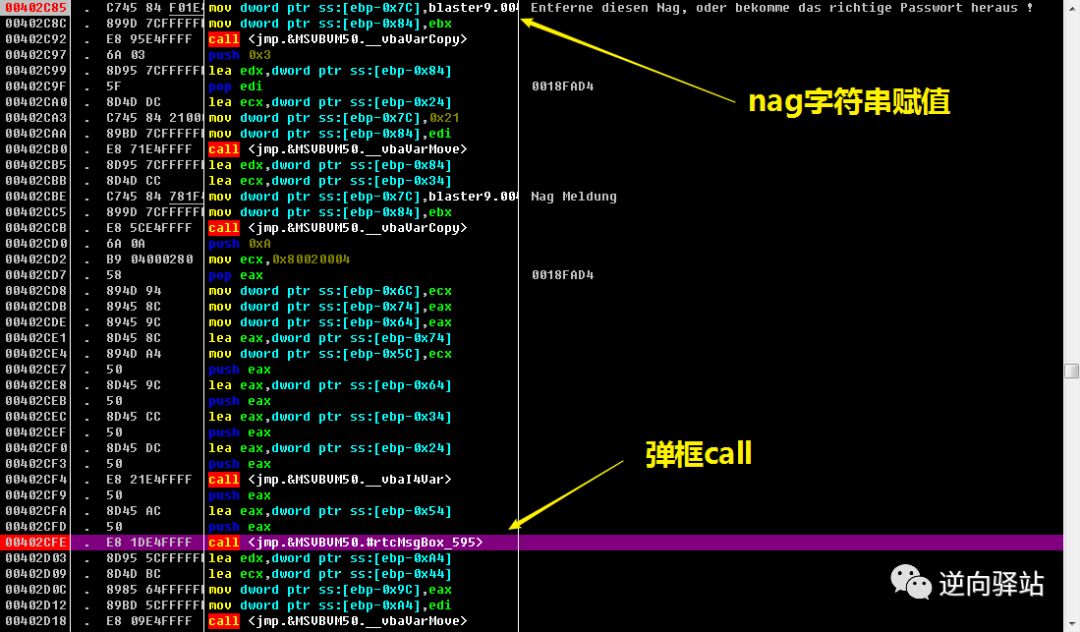 00402C85 . C745 84 F01E4 mov dword ptr ss:[ebp-0x7C],blaster9.004 Entferne diesen Nag, oder bekomme das richtige Passwort heraus !
00402C8C . 899D 7CFFFFFF mov dword ptr ss:[ebp-0x84],ebx
00402C92 . E8 95E4FFFF call <jmp.&MSVBVM50.__vbaVarCopy>
00402C97 . 6A 03 push 0x3
00402C99 . 8D95 7CFFFFFF lea edx,dword ptr ss:[ebp-0x84]
00402C9F . 5F pop edi 0018FAD4
00402CA0 . 8D4D DC lea ecx,dword ptr ss:[ebp-0x24]
00402CA3 . C745 84 21000 mov dword ptr ss:[ebp-0x7C],0x21
nag字符串赋值
00402CAA . 89BD 7CFFFFFF mov dword ptr ss:[ebp-0x84],edi
00402CB0 . E8 71E4FFFF call <jmp.&MSVBVM50.__vbaVarMove>
00402CB5 . 8D95 7CFFFFFF lea edx,dword ptr ss:[ebp-0x84]
00402CBB . 8D4D CC lea ecx,dword ptr ss:[ebp-0x34]
00402CBE . C745 84 781F4 mov dword ptr ss:[ebp-0x7C],blaster9.004 Nag Meldung
00402CC5 . 899D 7CFFFFFF mov dword ptr ss:[ebp-0x84],ebx
00402CCB . E8 5CE4FFFF call <jmp.&MSVBVM50.__vbaVarCopy>
00402CD0 . 6A 0A push 0xA
00402CD2 . B9 04000280 mov ecx,0x80020004
00402CD7 . 58 pop eax 0018FAD4
00402CD8 . 894D 94 mov dword ptr ss:[ebp-0x6C],ecx
00402CDB . 8945 8C mov dword ptr ss:[ebp-0x74],eax
00402CDE . 8945 9C mov dword ptr ss:[ebp-0x64],eax
00402CE1 . 8D45 8C lea eax,dword ptr ss:[ebp-0x74]
00402CE4 . 894D A4 mov dword ptr ss:[ebp-0x5C],ecx
00402CE7 . 50 push eax
00402CE8 . 8D45 9C lea eax,dword ptr ss:[ebp-0x64]
00402CEB . 50 push eax
00402CEC . 8D45 CC lea eax,dword ptr ss:[ebp-0x34]
00402CEF . 50 push eax
00402CF0 . 8D45 DC lea eax,dword ptr ss:[ebp-0x24]
弹框call
00402CF3 . 50 push eax
00402CF4 . E8 21E4FFFF call <jmp.&MSVBVM50.__vbaI4Var>
00402CF9 . 50 push eax
00402CFA . 8D45 AC lea eax,dword ptr ss:[ebp-0x54]
00402CFD . 50 push eax
00402CFE . E8 1DE4FFFF call <jmp.&MSVBVM50.#rtcMsgBox_595>
00402D03 . 8D95 5CFFFFFF lea edx,dword ptr ss:[ebp-0xA4]
00402D09 . 8D4D BC lea ecx,dword ptr ss:[ebp-0x44]
00402D0C . 8985 64FFFFFF mov dword ptr ss:[ebp-0x9C],eax
00402D12 . 89BD 5CFFFFFF mov dword ptr ss:[ebp-0xA4],edi
00402D18 . E8 09E4FFFF call <jmp.&MSVBVM50.__vbaVarMove>
逆向驿站